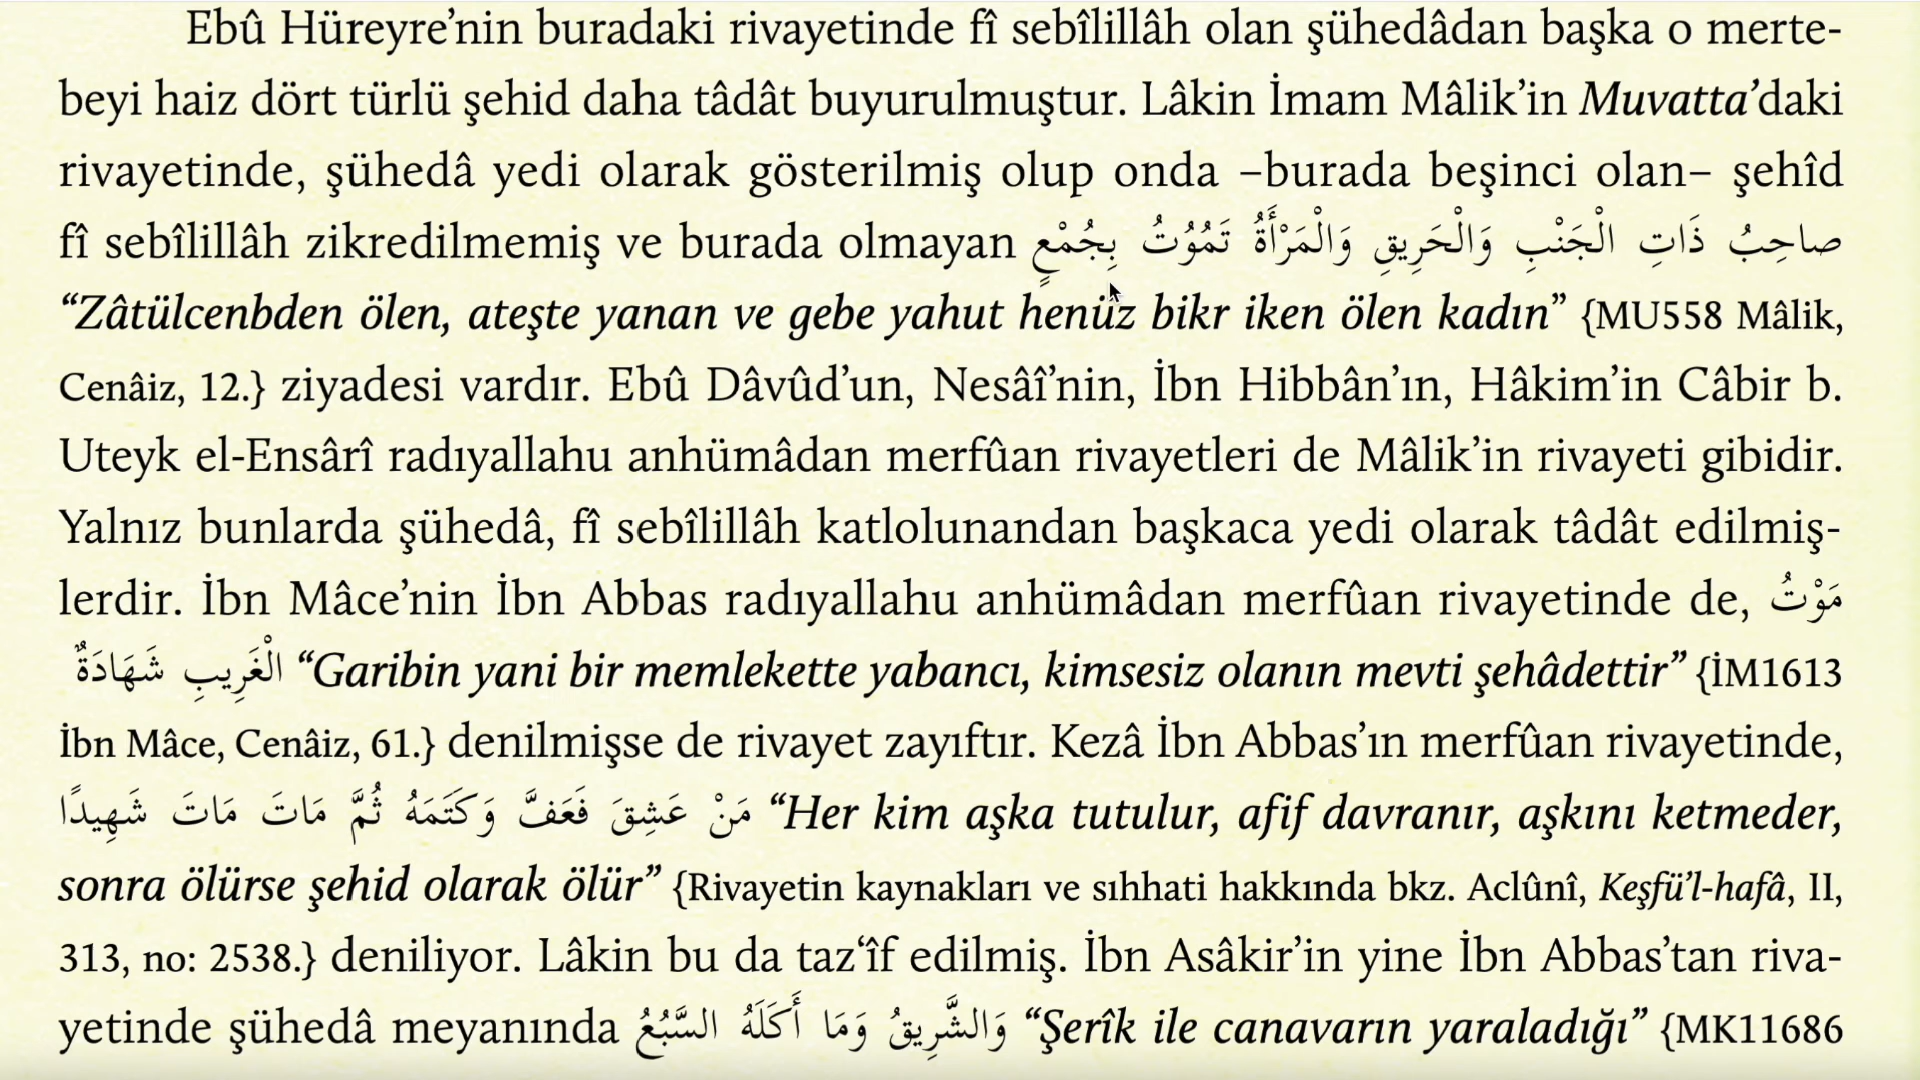 Ebû Hüreyre’nin buradaki rivayetinde fî sebîlillâh olan şühedâdan başka o merte-
beyi haiz dört türlü şehid daha tâdât buyurulmuştur. Lâkin İmam Mâlik’in Muvatta’daki
rivayetinde, şühedâ yedi olarak gösterilmiş olup onda –burada beşinci olan– şehîd
fî sebîlillâh zikredilmemiş ve burada olmayan صاحِبُ ذَاتِ الْجَنْبِ وَالْحَرِيقِ وَالْمَرْأَةُ تَمُوُتُ بِجُمْعٍ
“Zâtülcenbden ölen, ateşte yanan ve gebe yahut henüz bikr iken ölen kadın” {MU558 Mâlik,
Cenâiz, 12.} ziyadesi vardır. Ebû Dâvûd’un, Nesâî’nin, İbn Hibbân’ın, Hâkim’in Câbir b.
Uteyk el-Ensârî radıyallahu anhümâdan merfûan rivayetleri de Mâlik’in rivayeti gibidir.
Yalnız bunlarda şühedâ, fî sebîlillâh katlolunandan başkaca yedi olarak tâdât edilmiş-
lerdir. İbn Mâce’nin İbn Abbas radıyallahu anhümâdan merfûan rivayetinde de, مَوْتُ
الْغَرِيبِ شَهَادَةٌ “Garibin yani bir memlekette yabancı, kimsesiz olanın mevti şehâdettir” {İM1613
İbn Mâce, Cenâiz, 61.} denilmişse de rivayet zayıftır. Kezâ İbn Abbas’ın merfûan rivayetinde,
مَنْ عَشِقَ فَعَفَّ وَكَتَمَهُ ثُمَّ مَاتَ مَاتَ شَهِيدًا “Her kim aşka tutulur, afif davranır, aşkını ketmeder,
sonra ölürse şehid olarak ölür” {Rivayetin kaynakları ve sıhhati hakkında bkz. Aclûnî, Keşfü’l-hafâ, II,
313, no: 2538.} deniliyor. Lâkin bu da taz‘îf edilmiş. İbn Asâkir’in yine İbn Abbas’tan riva-
yetinde şühedâ meyanında وَالشَّرِيقُ وَمَا أَكَلَهُ السَّبُعُ “Şerîk ile canavarın yaraladığı” {MK11686